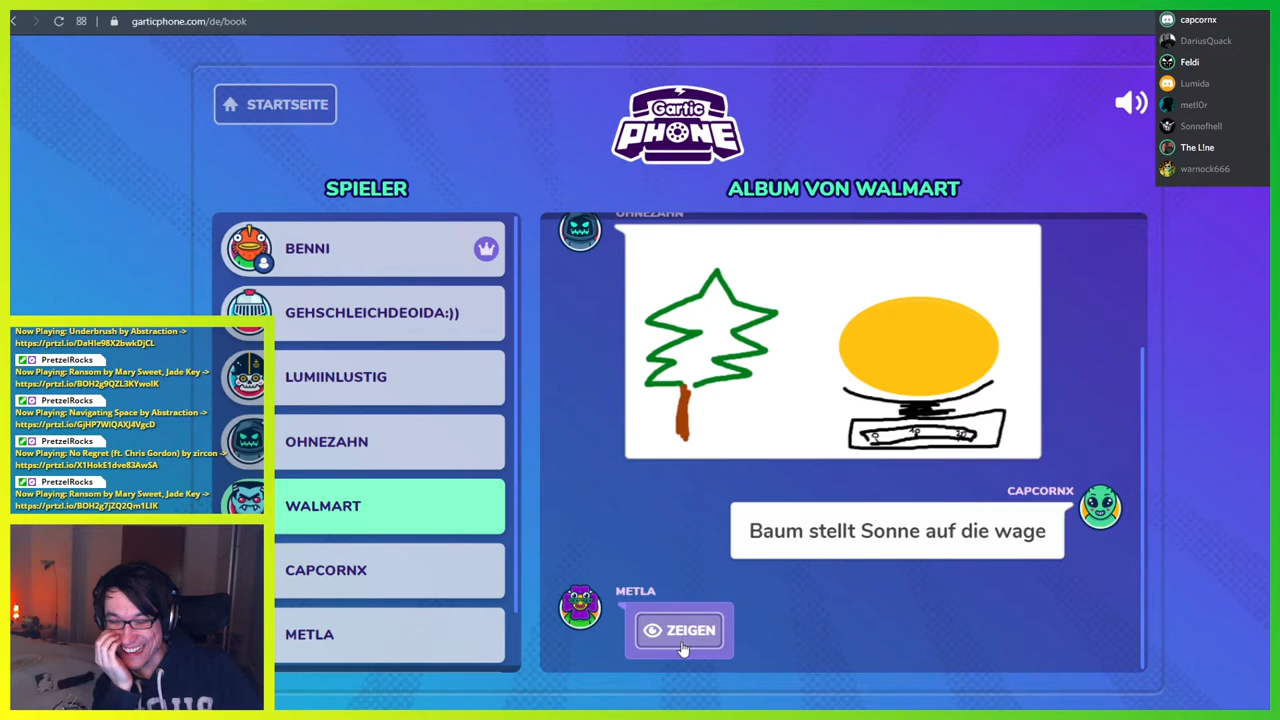 garticphone.com/de/book
capcornx
DariusQuack
Feldi
Lumida
metl0r
Sonnofhell
The L!ne
warnock666
STARTSEITE
Gartic
PHONE
SPIELER
ALBUM VON WALMART
BENNI
GEHSCHLEICHDEOIDA:))
LUMIINLUSTIG
OHNEZAHN
WALMART
CAPCORNX
METLA
OHNEZAHN
0 10 30
CAPCORNX
Baum stellt Sonne auf die wage
METLA
ZEIGEN
Now Playing: Underbrush by Abstraction ->
https://prtzl.io/DaHle98X2bwkDjCL
PretzelRocks
Now Playing: Ransom by Mary Sweet, Jade Key ->
https://prtzl.io/BOH2g9QZL3KYwolK
PretzelRocks
Now Playing: Navigating Space by Abstraction ->
https://prtzl.io/GjHP7WlQAXJ4VgcD
PretzelRocks
Now Playing: No Regret (ft. Chris Gordon) by zircon ->
https://prtzl.io/X1HokE1dve83AwSA
PretzelRocks
Now Playing: Ransom by Mary Sweet, Jade Key ->
https://prtzl.io/BOH2g7jZQ2Qm1LlK